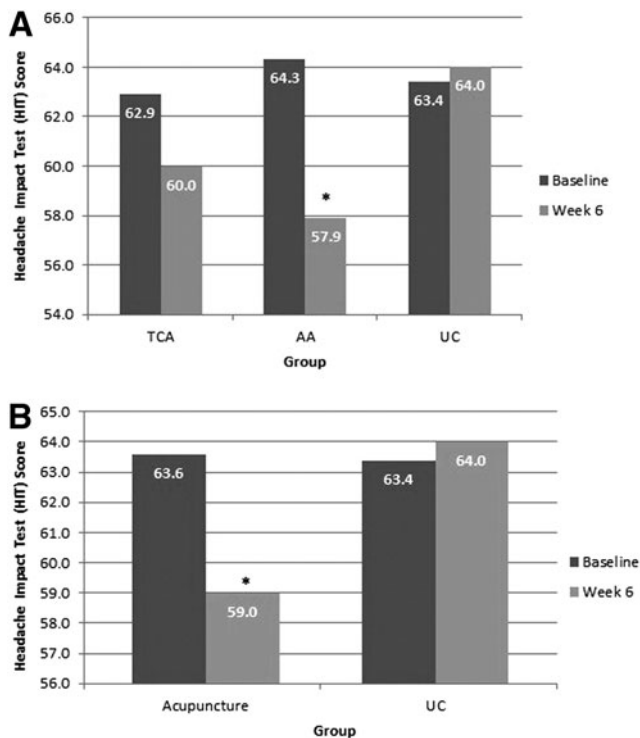 A
Headache Impact Test (HIT) Score
66.0
64.0
62.0
60.0
58.0
56.0
54.0
62.9
60.0
64.3
*
57.9
63.4
64.0
TCA
AA
UC
Group
Baseline
Week 6
B
Headache Impact Test (HIT) Score
65.0
64.0
63.0
62.0
61.0
60.0
59.0
58.0
57.0
56.0
63.6
*
59.0
63.4
64.0
Acupuncture
UC
Group
Baseline
Week 6